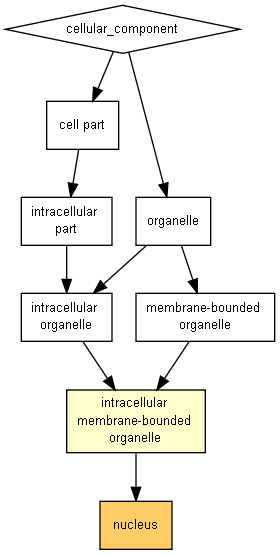 cellular_component
cell part
intracellular
part
organelle
intracellular
organelle
membrane-bounded
organelle
intracellular
membrane-bounded
organelle
nucleus